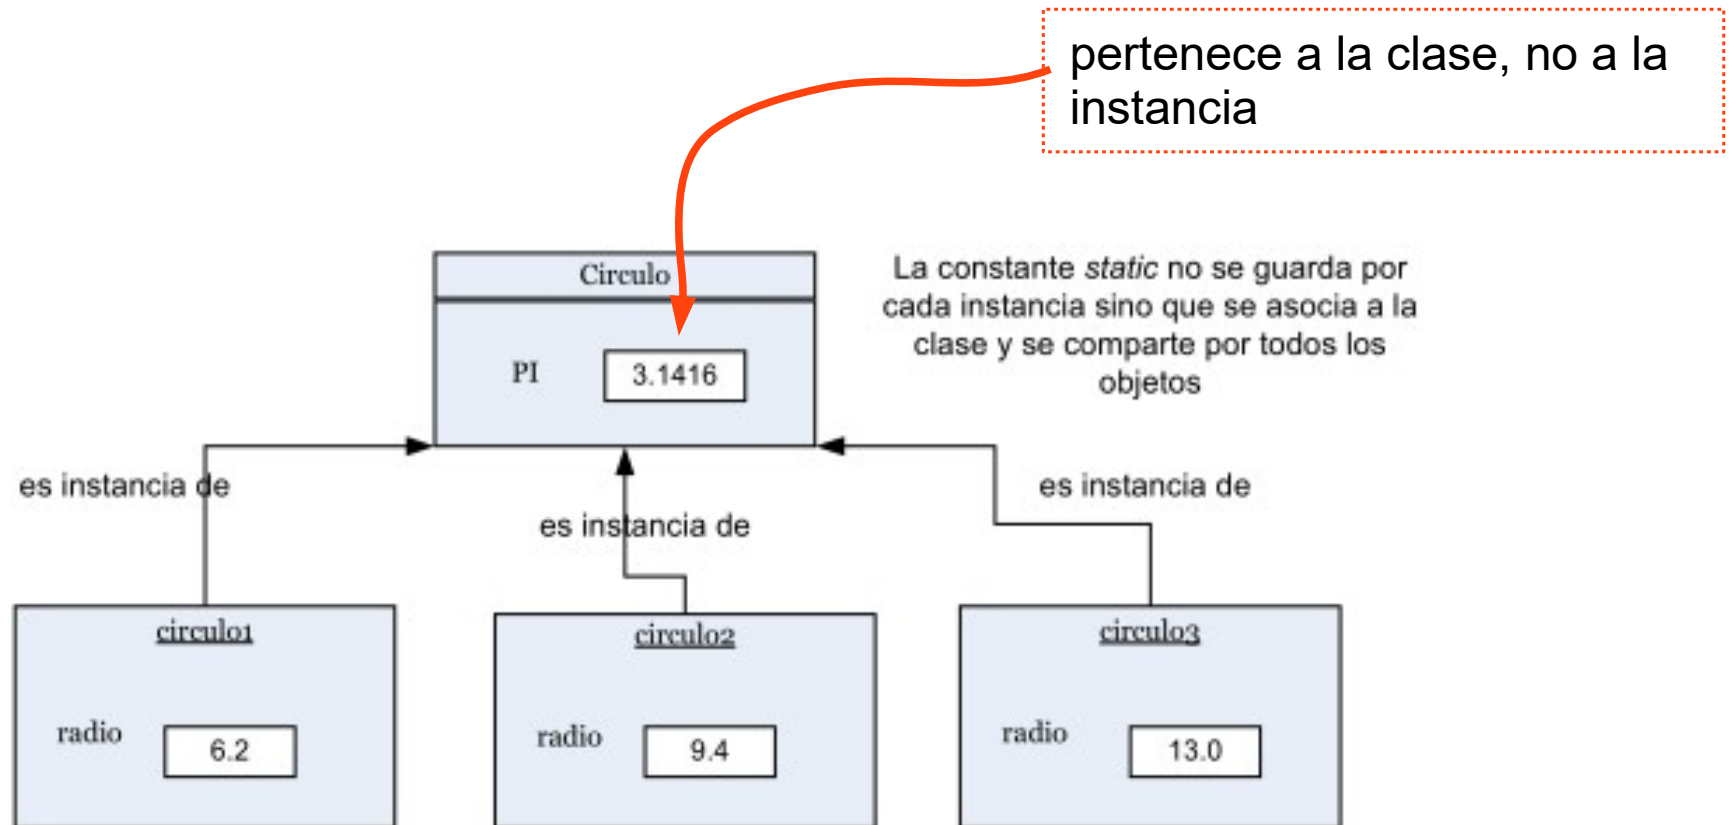 pertenece a la clase, no a la
instancia
Circulo
La constante static no se guarda por
cada instancia sino que se asocia a la
clase y se comparte por todos los
objetos
PI
3.1416
es instancia de
es instancia de
es instancia de
circulo1
circulo2
circulo3
radio
6.2
radio
9.4
radio
13.0